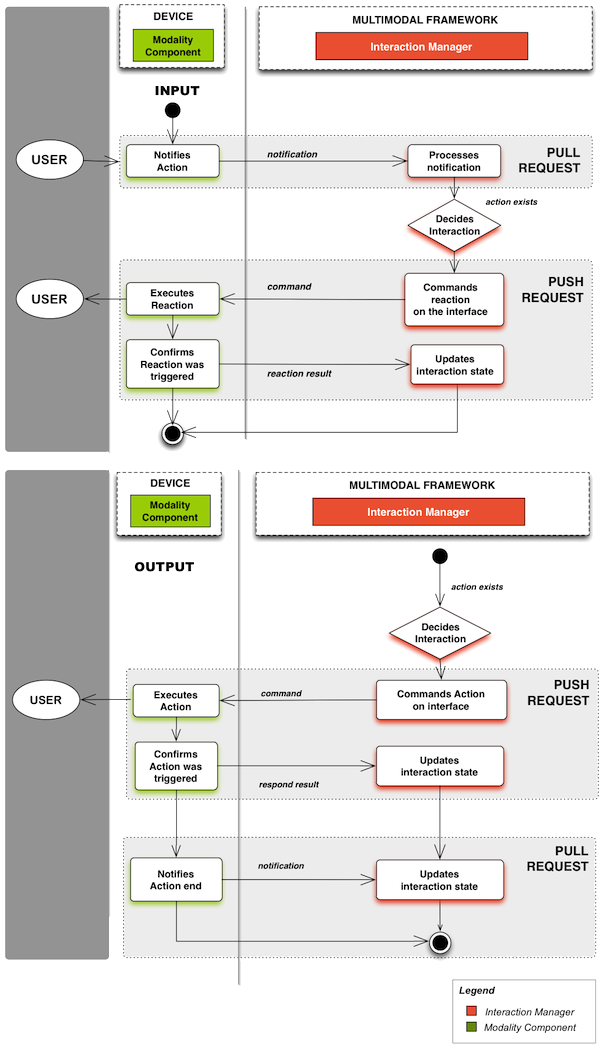 DEVICE
Modality
Component
MULTIMODAL FRAMEWORK
Interaction Manager
INPUT
USER
Notifies
Action
notification
Processes
notification
PULL
REQUEST
action exists
Decides
Interaction
USER
Executes
Reaction
command
Commands
reaction
on the interface
PUSH
REQUEST
Confirms
Reaction was
triggered
reaction result
Updates
interaction state
DEVICE
Modality
Component
MULTIMODAL FRAMEWORK
Interaction Manager
OUTPUT
action exists
Decides
Interaction
USER
Executes
Action
command
Commands Action
on interface
PUSH
REQUEST
Confirms
Action was
triggered
respond result
Updates
interaction state
PULL
REQUEST
Notifies
Action end
notification
Updates
interaction state
Legend
Interaction Manager
Modality Component